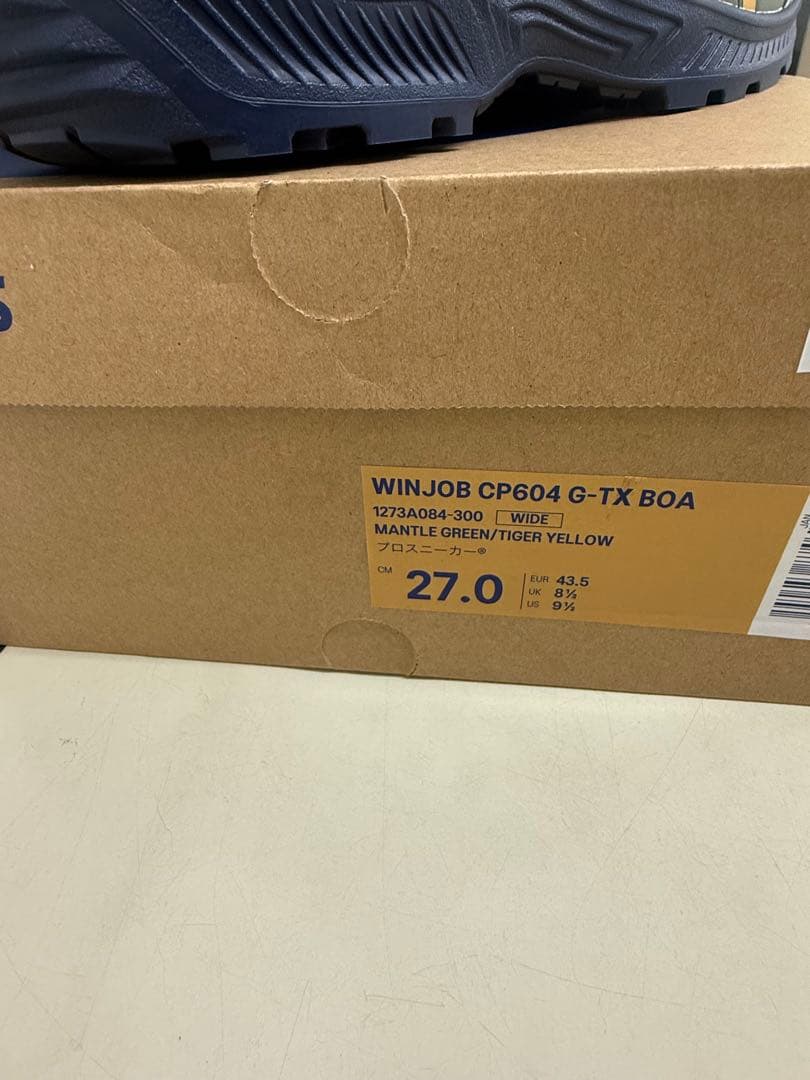 S
WINJOB CP604 G-TX BOA
1273A084-300 WIDE
MANTLE GREEN/TIGER YELLOW
プロスニーカー®
CM 27.0
EUR 43.5
UK 8½
US 9½
JAN